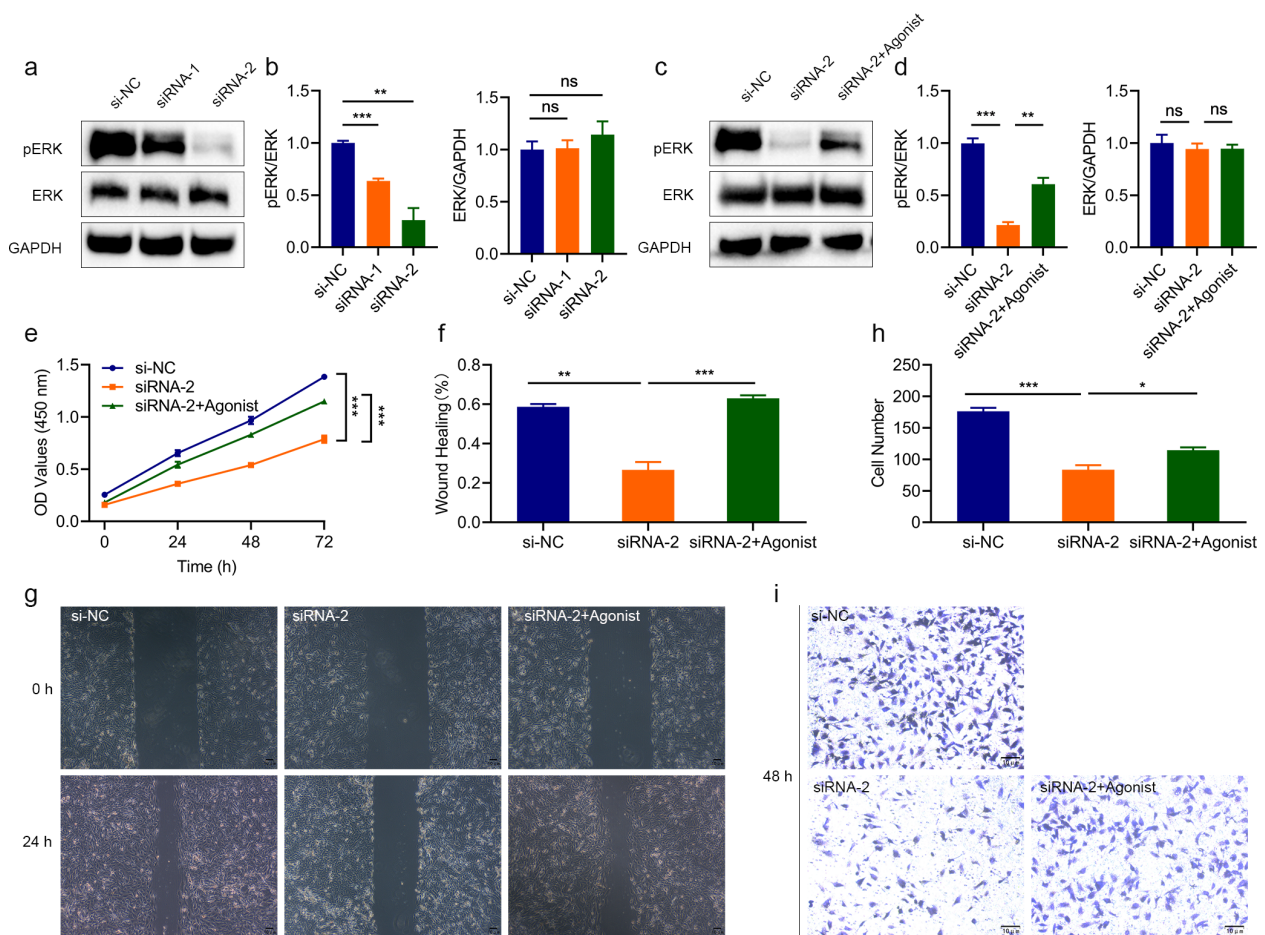 a
si-NC
siRNA-1
siRNA-2
pERK
ERK
GAPDH
b
pERK/ERK
1.5
1.0
0.5
0.0
**
***
si-NC
siRNA-1
siRNA-2
ERK/GAPDH
1.5
1.0
0.5
0.0
ns
ns
si-NC
siRNA-1
siRNA-2
c
si-NC
siRNA-2
siRNA-2+Agonist
pERK
ERK
GAPDH
d
pERK/ERK
1.5
1.0
0.5
0.0
***
**
si-NC
siRNA-2
siRNA-2+Agonist
ERK/GAPDH
1.5
1.0
0.5
0.0
ns
ns
si-NC
siRNA-2
siRNA-2+Agonist
e
OD Values (450 nm)
1.5
1.0
0.5
0.0
si-NC
siRNA-2
siRNA-2+Agonist
***
***
0
24
48
72
Time (h)
f
Wound Healing (%)
0.8
0.6
0.4
0.2
0.0
**
***
si-NC
siRNA-2
siRNA-2+Agonist
h
Cell Number
250
200
150
100
50
0
***
*
si-NC
siRNA-2
siRNA-2+Agonist
g
si-NC
siRNA-2
siRNA-2+Agonist
0 h
24 h
i
48 h
si-NC
10 μm
siRNA-2
10 μm
siRNA-2+Agonist
10 μm